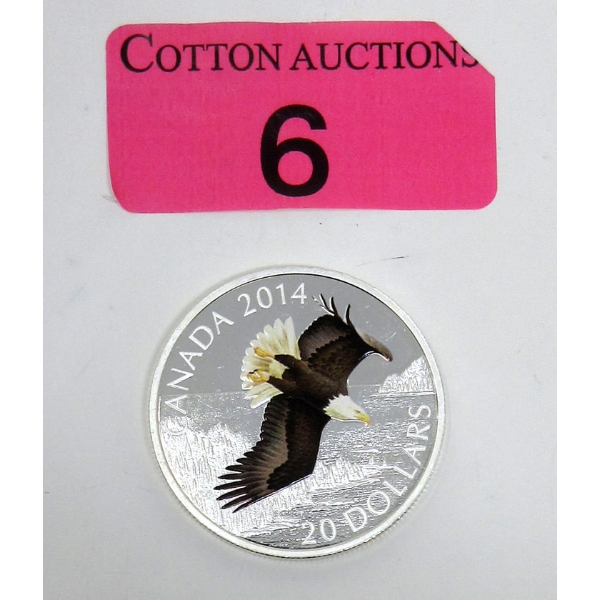 COTTON AUCTIONS
6
CANADA 2014
20 DOLLARS